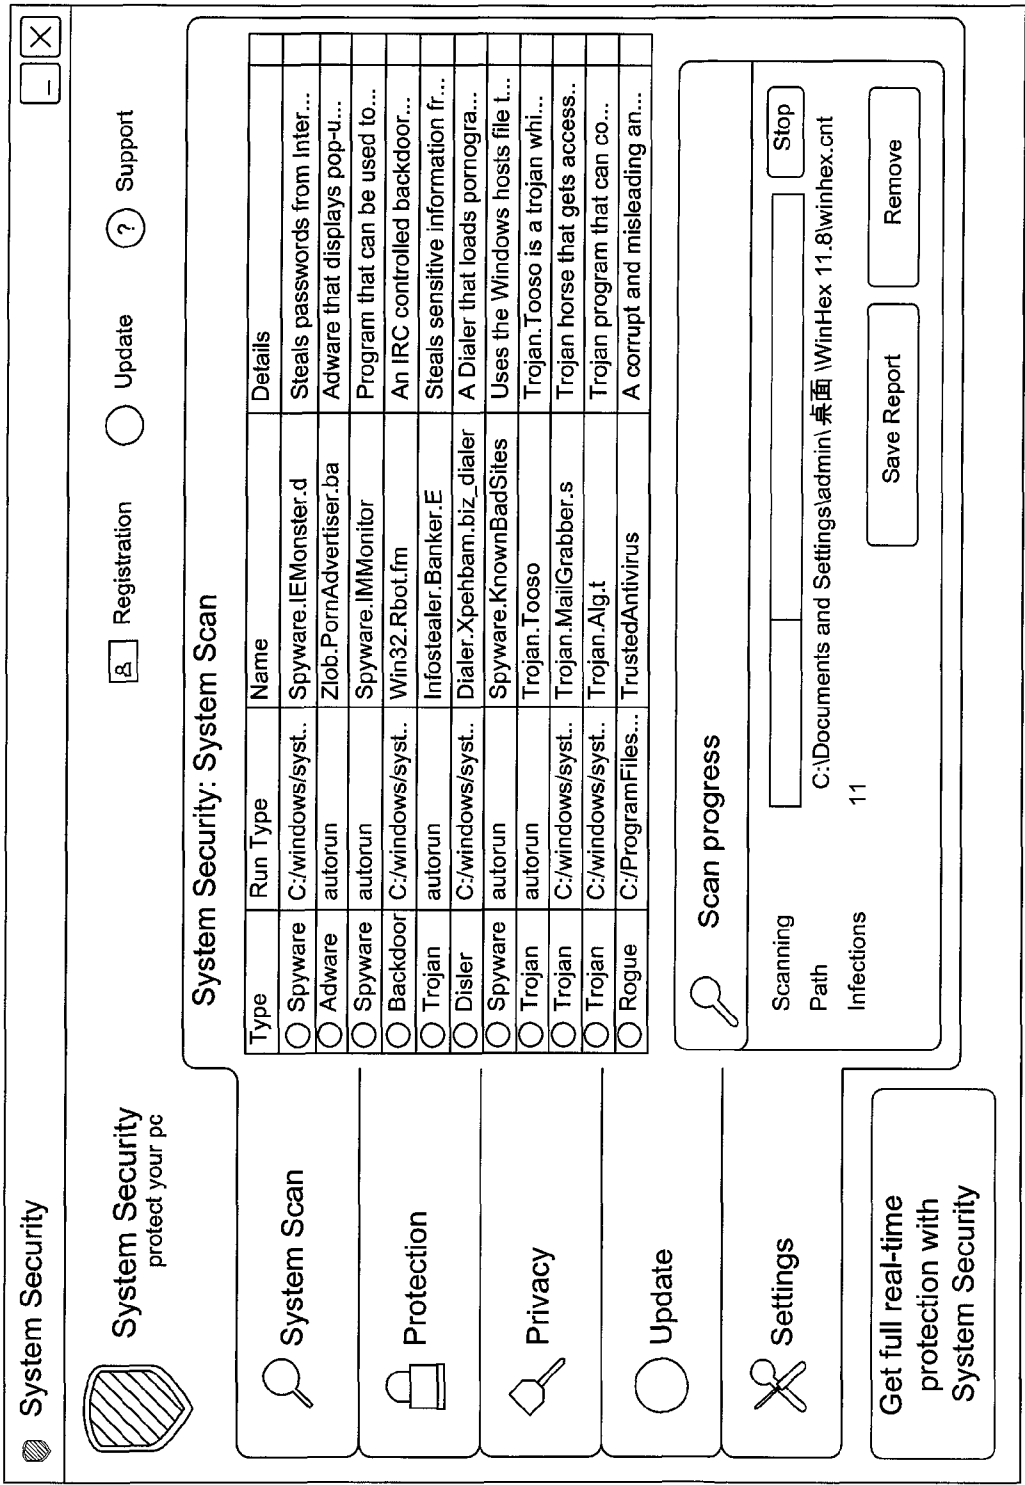 System Security
System Security
protect your pc
Registration
Update
? Support
System Scan
Protection
Privacy
Update
Settings
Get full real-time
protection with
System Security
System Security: System Scan
Type Run Type Name Details
Spyware C:/windows/syst.. Spyware.IEMonster.d Steals passwords from Inter...
Adware autorun Zlob.PornAdvertiser.ba Adware that displays pop-u...
Spyware autorun Spyware.IMMonitor Program that can be used to...
Backdoor C:/windows/syst.. Win32.Rbot.fm An IRC controlled backdoor...
Trojan autorun Infostealer.Banker.E Steals sensitive information fr...
Disler C:/windows/syst.. Dialer.Xpehbam.biz_dialer A Dialer that loads pornogra...
Spyware autorun Spyware.KnownBadSites Uses the Windows hosts file t...
Trojan autorun Trojan.Tooso Trojan.Tooso is a trojan whi...
Trojan C:/windows/syst.. Trojan.MailGrabber.s Trojan horse that gets access..
Trojan C:/windows/syst.. Trojan.Alg.t Trojan program that can co...
Rogue C:/ProgramFiles... TrustedAntivirus A corrupt and misleading an...
Scan progress
Scanning Stop
Path C:\Documents and Settings\admin\桌面 \WinHex 11.8\winhex.cnt
Infections 11
Save Report Remove